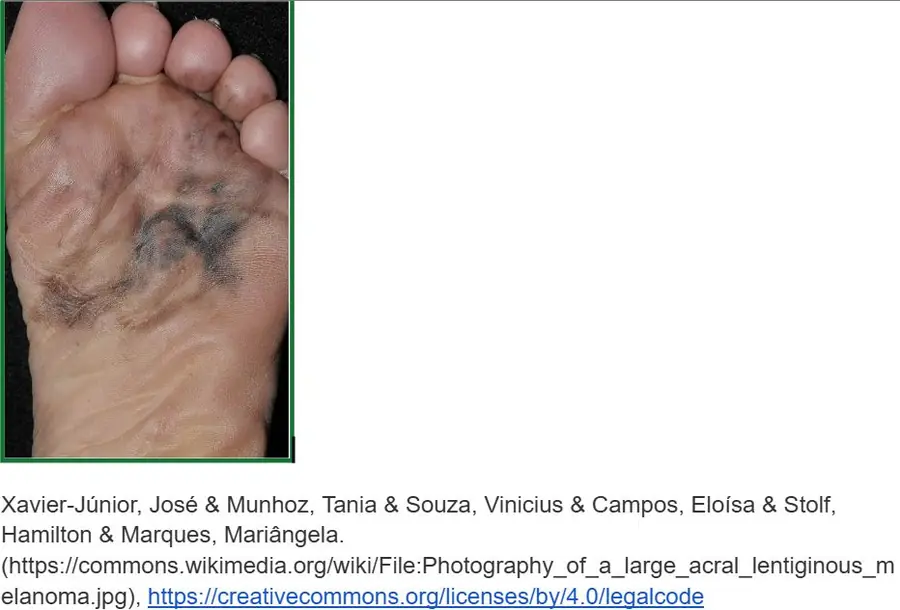 Xavier-Júnior, José & Munhoz, Tania & Souza, Vinicius & Campos, Eloísa & Stolf,
Hamilton & Marques, Mariângela.
(https://commons.wikimedia.org/wiki/File:Photography_of_a_large_acral_lentiginous_m
elanoma.jpg), https://creativecommons.org/licenses/by/4.0/legalcode